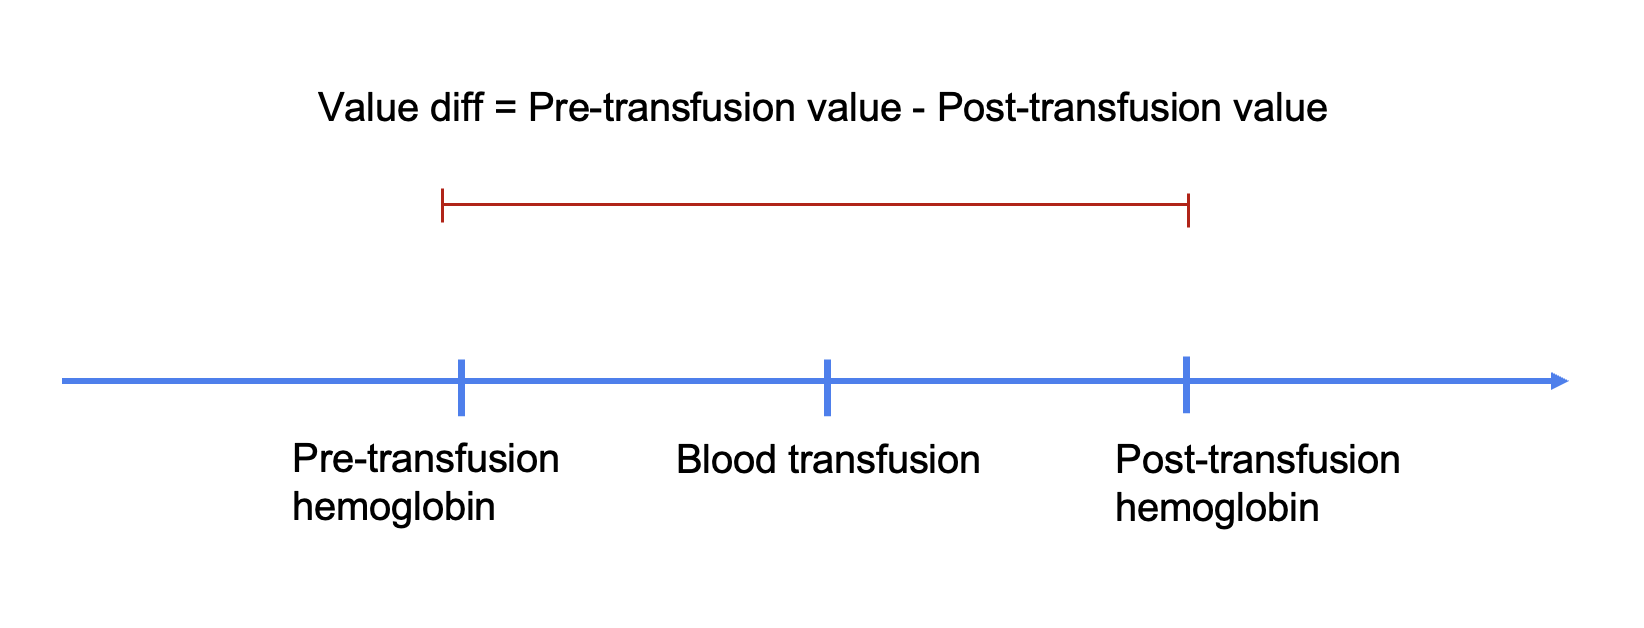 Value diff = Pre-transfusion value - Post-transfusion value
Pre-transfusion
hemoglobin
Blood transfusion
Post-transfusion
hemoglobin